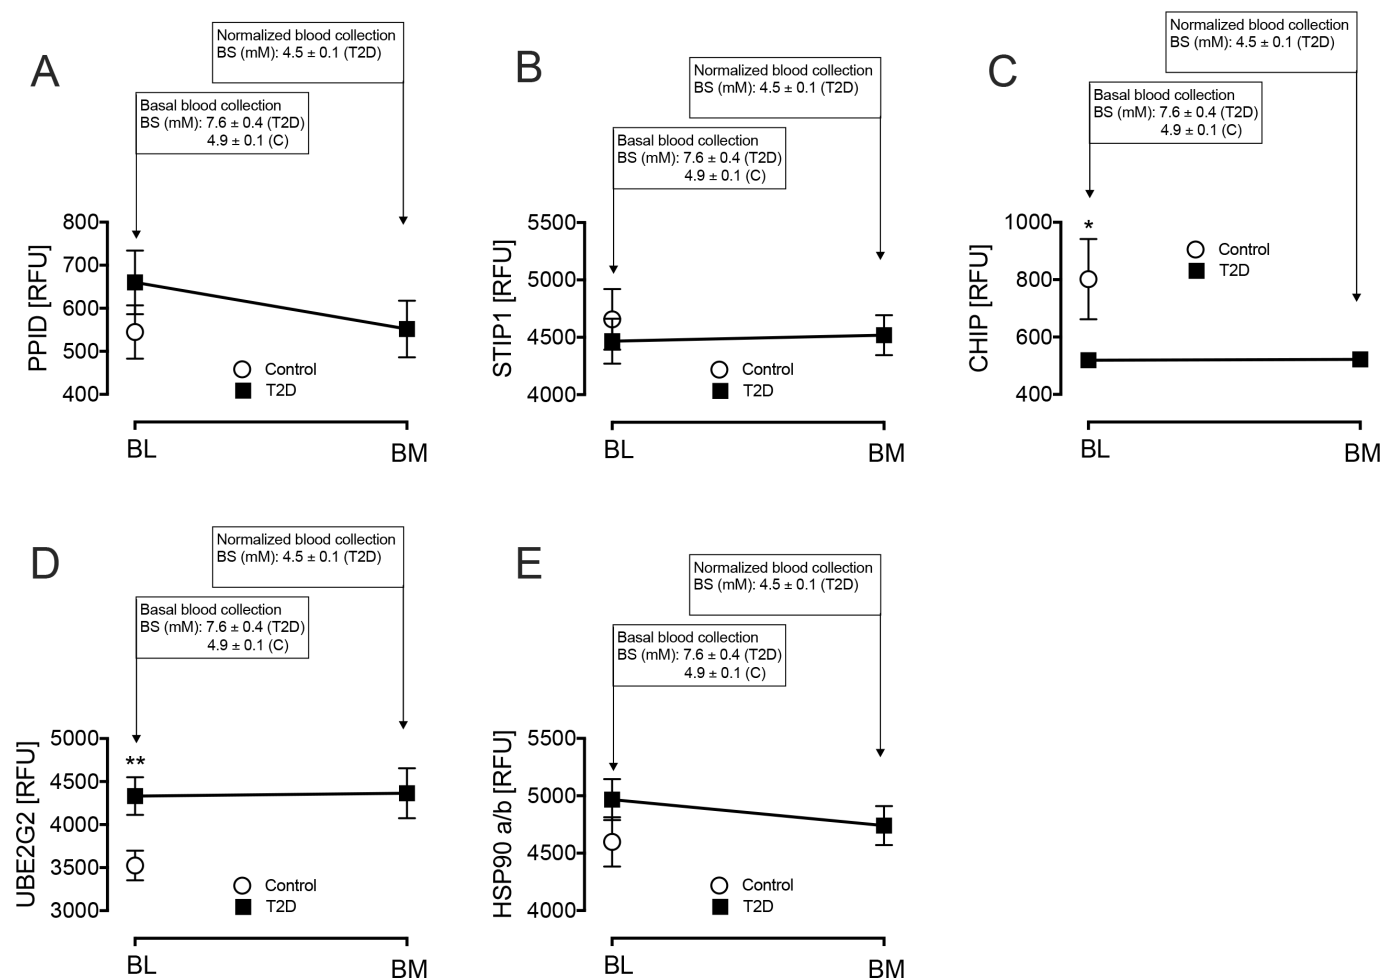 A
Normalized blood collection
BS (mM): 4.5 ± 0.1 (T2D)
Basal blood collection
BS (mM): 7.6 ± 0.4 (T2D)
4.9 ± 0.1 (C)
PPID [RFU]
800
700
600
500
400
Control
T2D
BL
BM
B
Normalized blood collection
BS (mM): 4.5 ± 0.1 (T2D)
Basal blood collection
BS (mM): 7.6 ± 0.4 (T2D)
4.9 ± 0.1 (C)
STIP1 [RFU]
5500
5000
4500
4000
Control
T2D
BL
BM
C
Normalized blood collection
BS (mM): 4.5 ± 0.1 (T2D)
Basal blood collection
BS (mM): 7.6 ± 0.4 (T2D)
4.9 ± 0.1 (C)
CHIP [RFU]
1000
800
600
400
*
Control
T2D
BL
BM
D
Normalized blood collection
BS (mM): 4.5 ± 0.1 (T2D)
Basal blood collection
BS (mM): 7.6 ± 0.4 (T2D)
4.9 ± 0.1 (C)
UBE2G2 [RFU]
5000
4500
4000
3500
3000
**
Control
T2D
BL
BM
E
Normalized blood collection
BS (mM): 4.5 ± 0.1 (T2D)
Basal blood collection
BS (mM): 7.6 ± 0.4 (T2D)
4.9 ± 0.1 (C)
HSP90 a/b [RFU]
5500
5000
4500
4000
Control
T2D
BL
BM